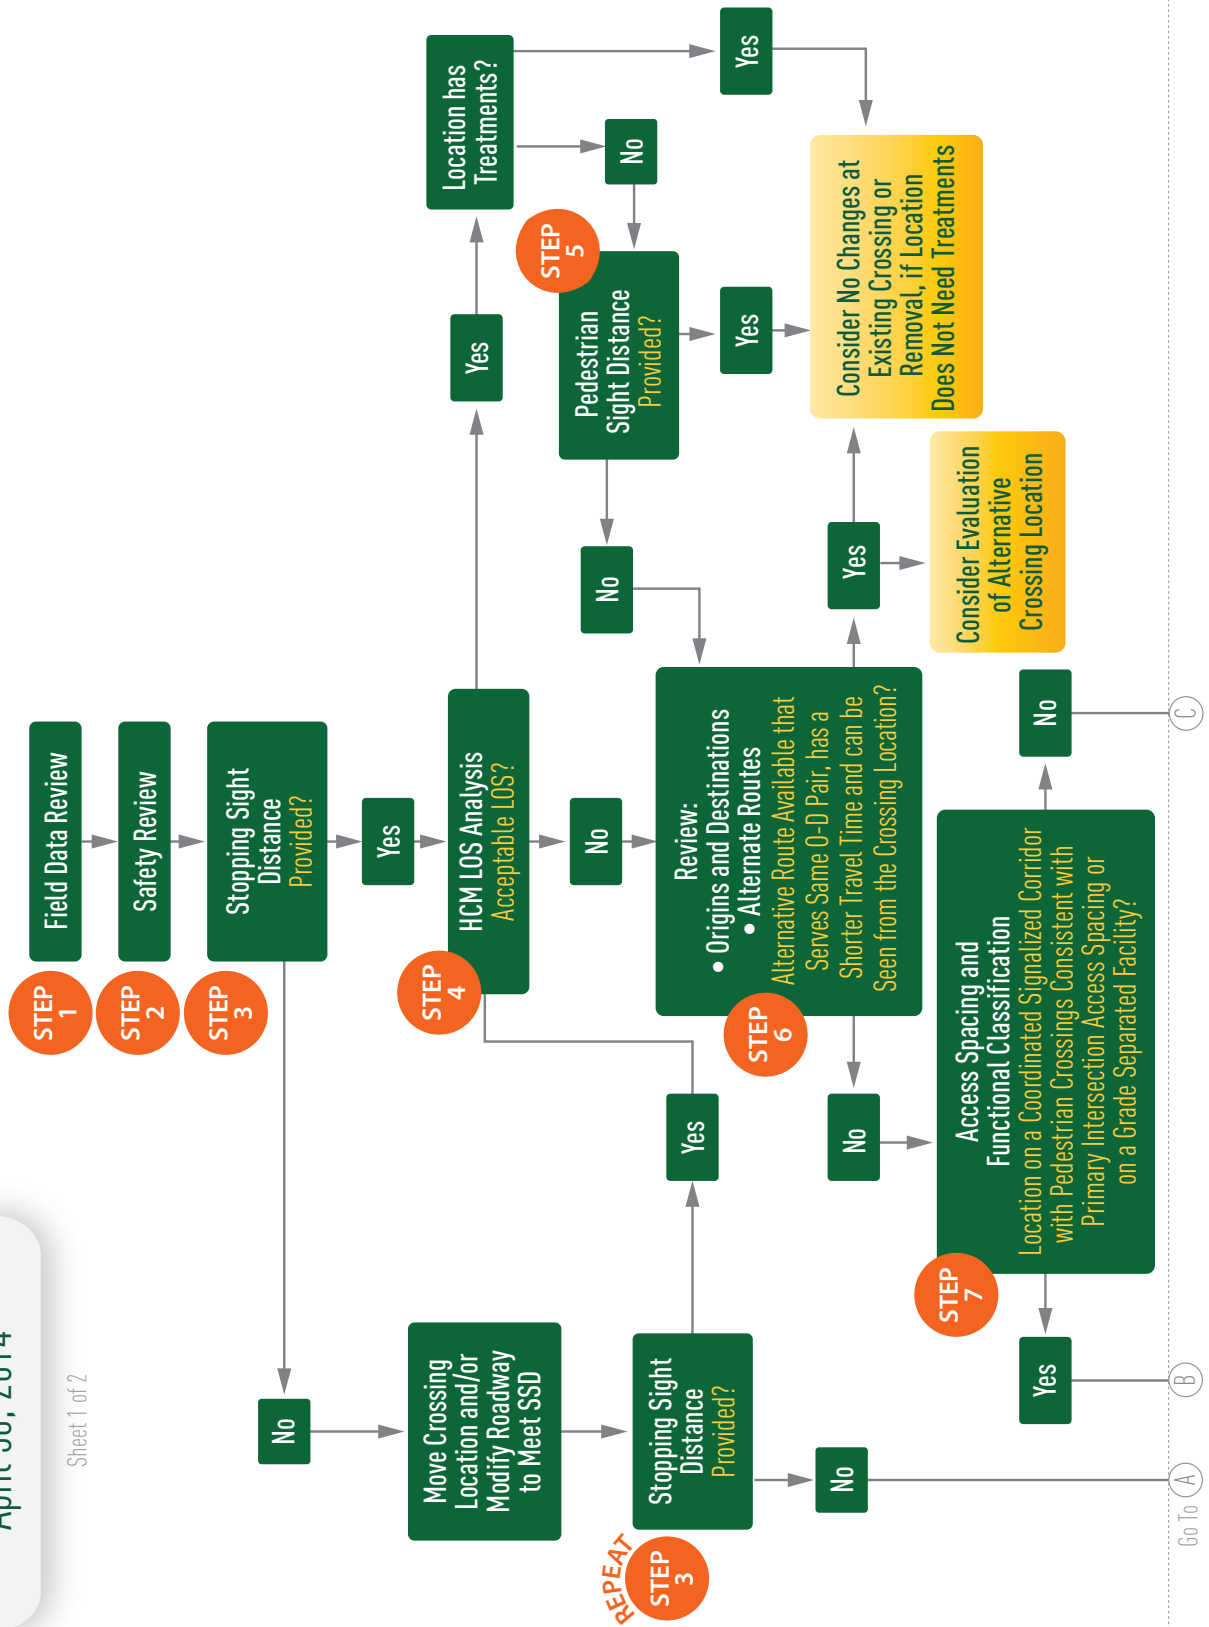 April 30, 2014
Sheet 1 of 2
STEP
1
Field Data Review
STEP
2
Safety Review
STEP
3
Stopping Sight
Distance
Provided?
No
Yes
Move Crossing
Location and/or
Modify Roadway
to Meet SSD
REPEAT
STEP
3
Stopping Sight
Distance
Provided?
Yes
No
STEP
4
HCM LOS Analysis
Acceptable LOS?
Yes
No
Location has
Treatments?
Yes
No
STEP
5
Pedestrian
Sight Distance
Provided?
Yes
No
STEP
6
Review:
• Origins and Destinations
• Alternate Routes
Alternative Route Available that
Serves Same O-D Pair, has a
Shorter Travel Time and can be
Seen from the Crossing Location?
Yes
No
Consider No Changes at
Existing Crossing or
Removal, if Location
Does Not Need Treatments
Consider Evaluation
of Alternative
Crossing Location
STEP
7
Access Spacing and
Functional Classification
Location on a Coordinated Signalized Corridor
with Pedestrian Crossings Consistent with
Primary Intersection Access Spacing or
on a Grade Separated Facility?
Yes
No
Go To
A
B
C